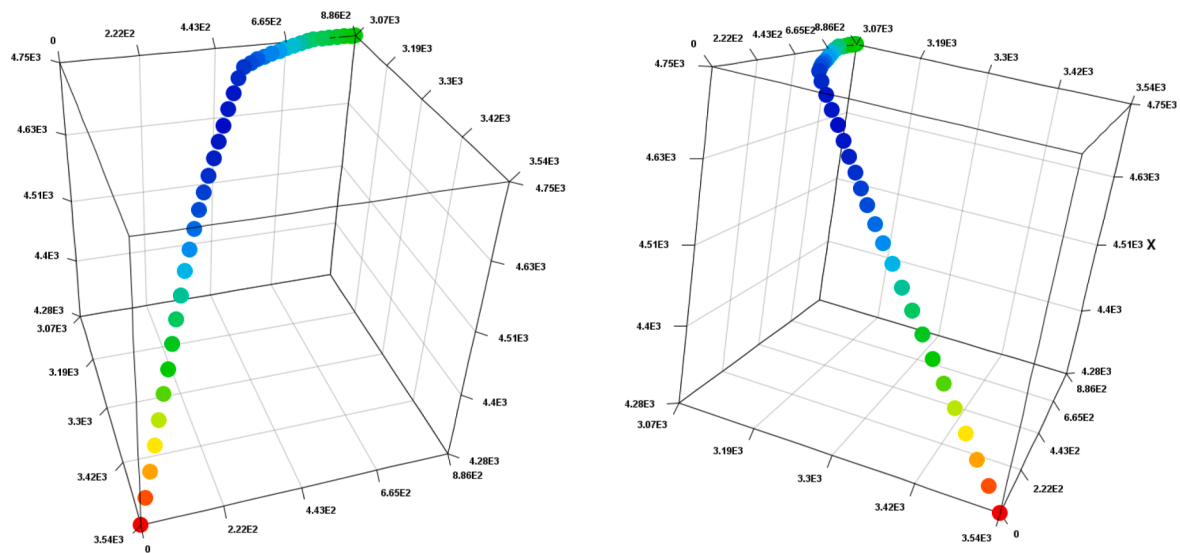 0
2.22E2
4.43E2
6.65E2
8.86E2
3.07E3
3.19E3
3.3E3
3.42E3
3.54E3
4.75E3
4.75E3
4.63E3
4.51E3
4.4E3
4.28E3
3.07E3
3.19E3
3.3E3
3.42E3
3.54E3
0
2.22E2
4.43E2
6.65E2
8.86E2
4.28E3
4.4E3
4.51E3
4.63E3
0
2.22E2
4.43E2
6.65E2
8.86E2
3.07E3
3.19E3
3.3E3
3.42E3
3.54E3
4.75E3
4.75E3
4.63E3
4.63E3
4.51E3
4.51E3 X
4.4E3
4.4E3
4.28E3
4.28E3
8.86E2
6.65E2
4.43E2
2.22E2
0
3.07E3
3.19E3
3.3E3
3.42E3
3.54E3